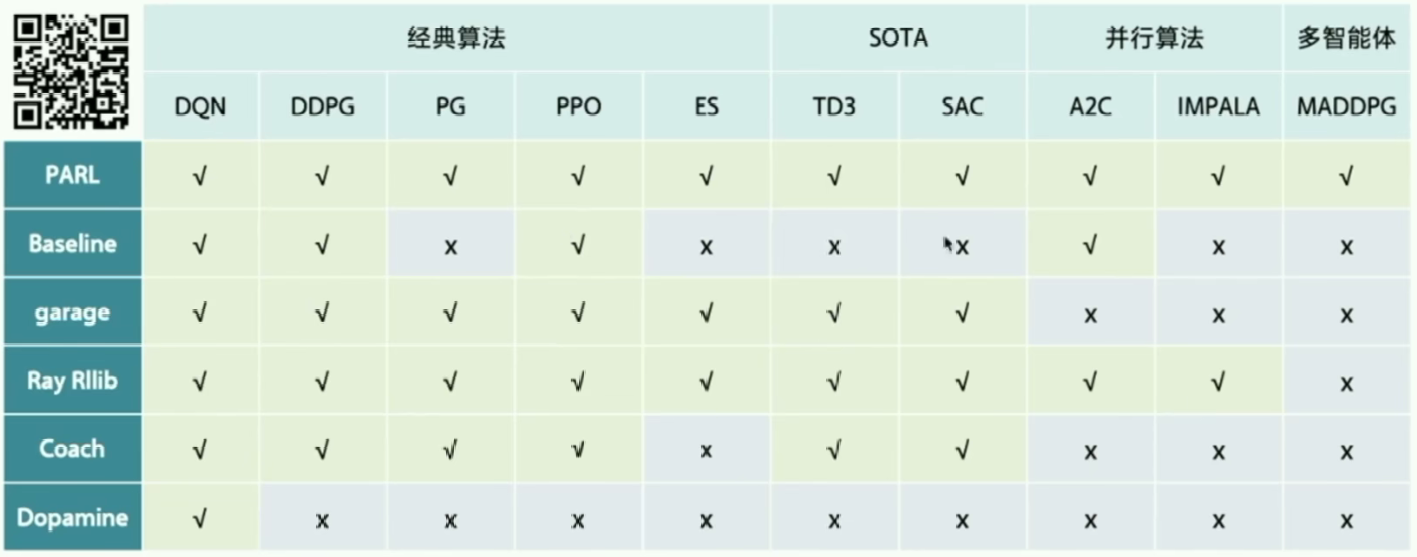 经典算法 SOTA 并行算法 多智能体
DQN DDPG PG PPO ES TD3 SAC A2C IMPALA MADDPG
PARL √ √ √ √ √ √ √ √ √ √
Baseline √ √ x √ x x x √ x x
garage √ √ √ √ √ √ √ x x x
Ray Rllib √ √ √ √ √ √ √ √ √ x
Coach √ √ √ √ x √ √ x x x
Dopamine √ x x x x x x x x x